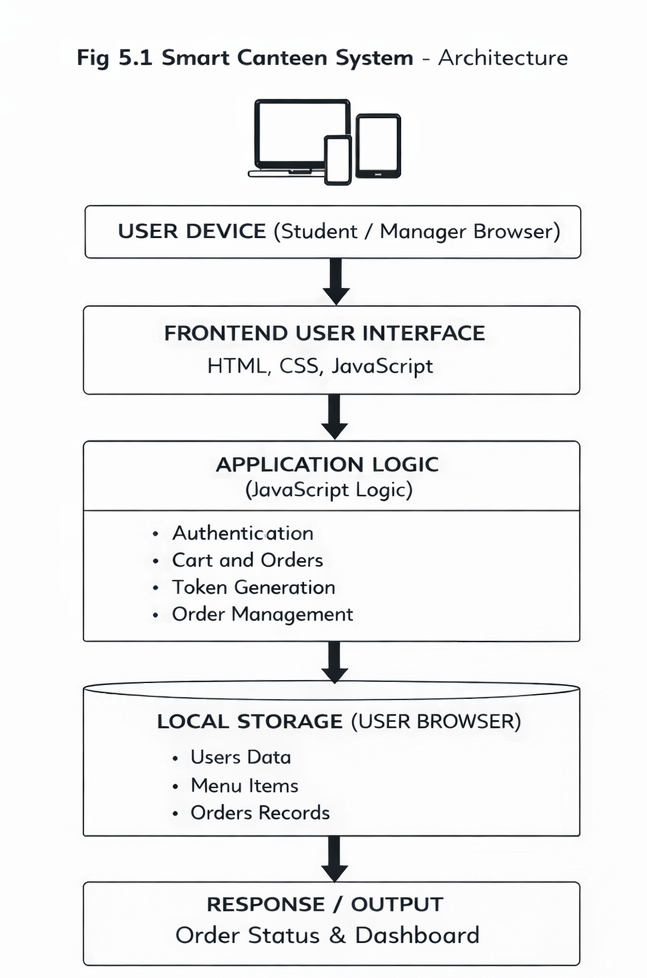 Fig 5.1 Smart Canteen System - Architecture
USER DEVICE (Student / Manager Browser)
FRONTEND USER INTERFACE
HTML, CSS, JavaScript
APPLICATION LOGIC
(JavaScript Logic)
• Authentication
• Cart and Orders
• Token Generation
• Order Management
LOCAL STORAGE (USER BROWSER)
• Users Data
• Menu Items
• Orders Records
RESPONSE / OUTPUT
Order Status & Dashboard